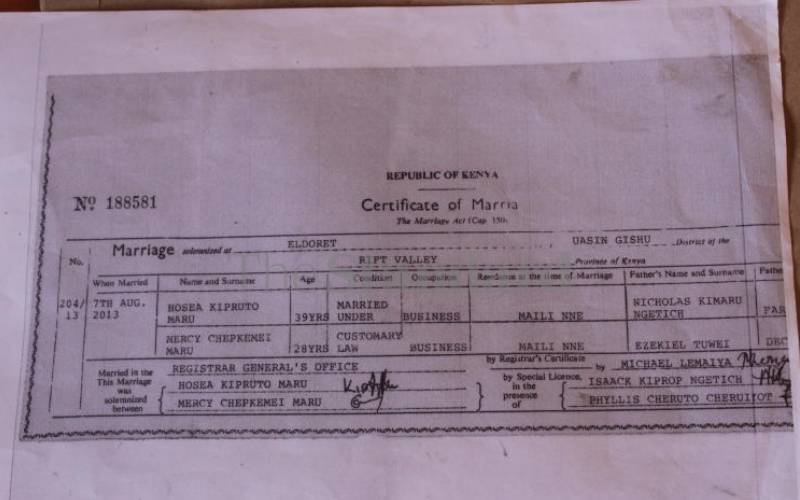 REPUBLIC OF KENYA
Nº 188581
Certificate of Marria
The Marriage Act (Cap 150)
Marriage solemnized at ELDORET, UASIN GISHU District of the
RIFT VALLEY Province of Kenya
No. When Married Name and Surname Age Condition Occupation Residence at the time of Marriage Father's Name and Surname Fathe
204/ 7TH AUG. HOSEA KIPRUTO MARRIED NICHOLAS KIMARU
13 2013 MARU 39YRS UNDER BUSINESS MAILI NNE NGETICH FAR
MERCY CHEPKEMEI CUSTOMARY
MARU 28YRS LAW BUSINESS MAILI NNE EZEKIEL TUWEI DEC
Married in the REGISTRAR GENERAL'S OFFICE by Registrar's Certificate by MICHAEL LEMAIYA
This Marriage was solemnized between HOSEA KIPRUTO MARU by Special Licence, in the presence of ISAACK KIPROP NGETICH
MERCY CHEPKEMEI MARU PHYLLIS CHERUTO CHERUIYOT